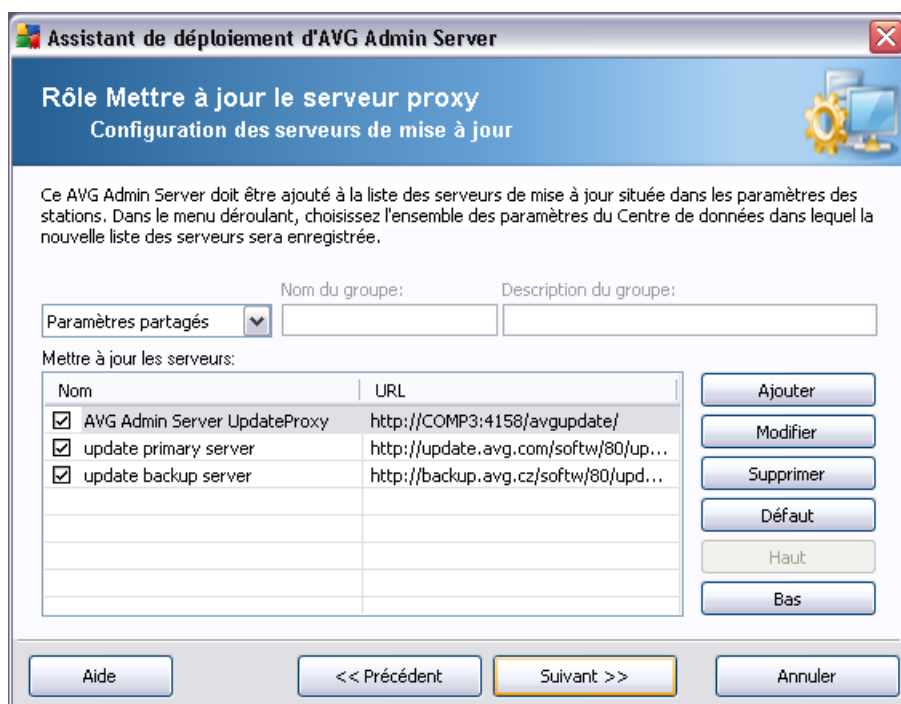 Assistant de déploiement d'AVG Admin Server
Rôle Mettre à jour le serveur proxy
Configuration des serveurs de mise à jour
Ce AVG Admin Server doit être ajouté à la liste des serveurs de mise à jour située dans les paramètres des
stations. Dans le menu déroulant, choisissez l'ensemble des paramètres du Centre de données dans lequel la
nouvelle liste des serveurs sera enregistrée.
Nom du groupe: Description du groupe:
Paramètres partagés
Mettre à jour les serveurs:
Nom URL
AVG Admin Server UpdateProxy http://COMP3:4158/avgupdate/
update primary server http://update.avg.com/softw/80/up...
update backup server http://backup.avg.cz/softw/80/upd...
Ajouter
Modifier
Supprimer
Défaut
Haut
Bas
Aide << Précédent Suivant >> Annuler